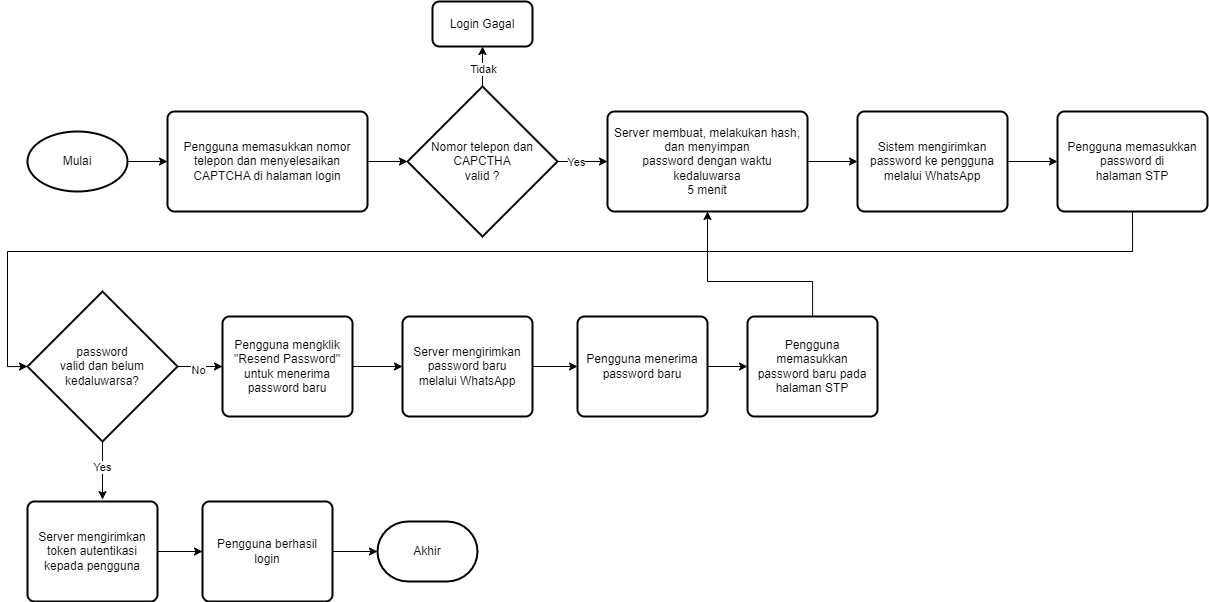 Login Gagal
Tidak
Mulai
Pengguna memasukkan nomor
telepon dan menyelesaikan
CAPTCHA di halaman login
Nomor telepon dan
CAPCTHA
valid ?
Yes
Server membuat, melakukan hash,
dan menyimpan
password dengan waktu
kedaluwarsa
5 menit
Sistem mengirimkan
password ke pengguna
melalui WhatsApp
Pengguna memasukkan
password di
halaman STP
password
valid dan belum
kedaluwarsa?
No
Pengguna mengklik
"Resend Password"
untuk menerima
password baru
Server mengirimkan
password baru
melalui WhatsApp
Pengguna menerima
password baru
Pengguna
memasukkan
password baru pada
halaman STP
Yes
Server mengirimkan
token autentikasi
kepada pengguna
Pengguna berhasil
login
Akhir